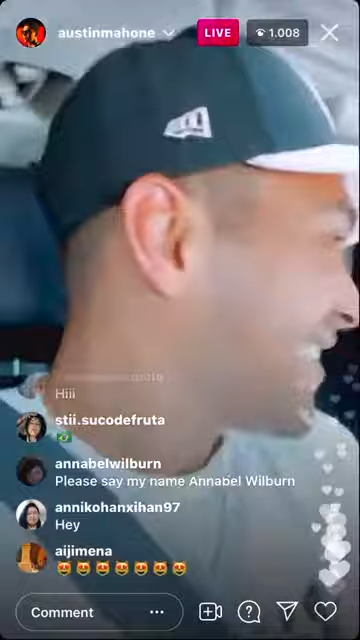 austinmahone
LIVE
1.008
Hiii
stii.sucodefruta
🇧🇷
annabelwilburn
Please say my name Annabel Wilburn
annikohanxihan97
Hey
aijimena
😻😻😻😻😻😻😻
Comment